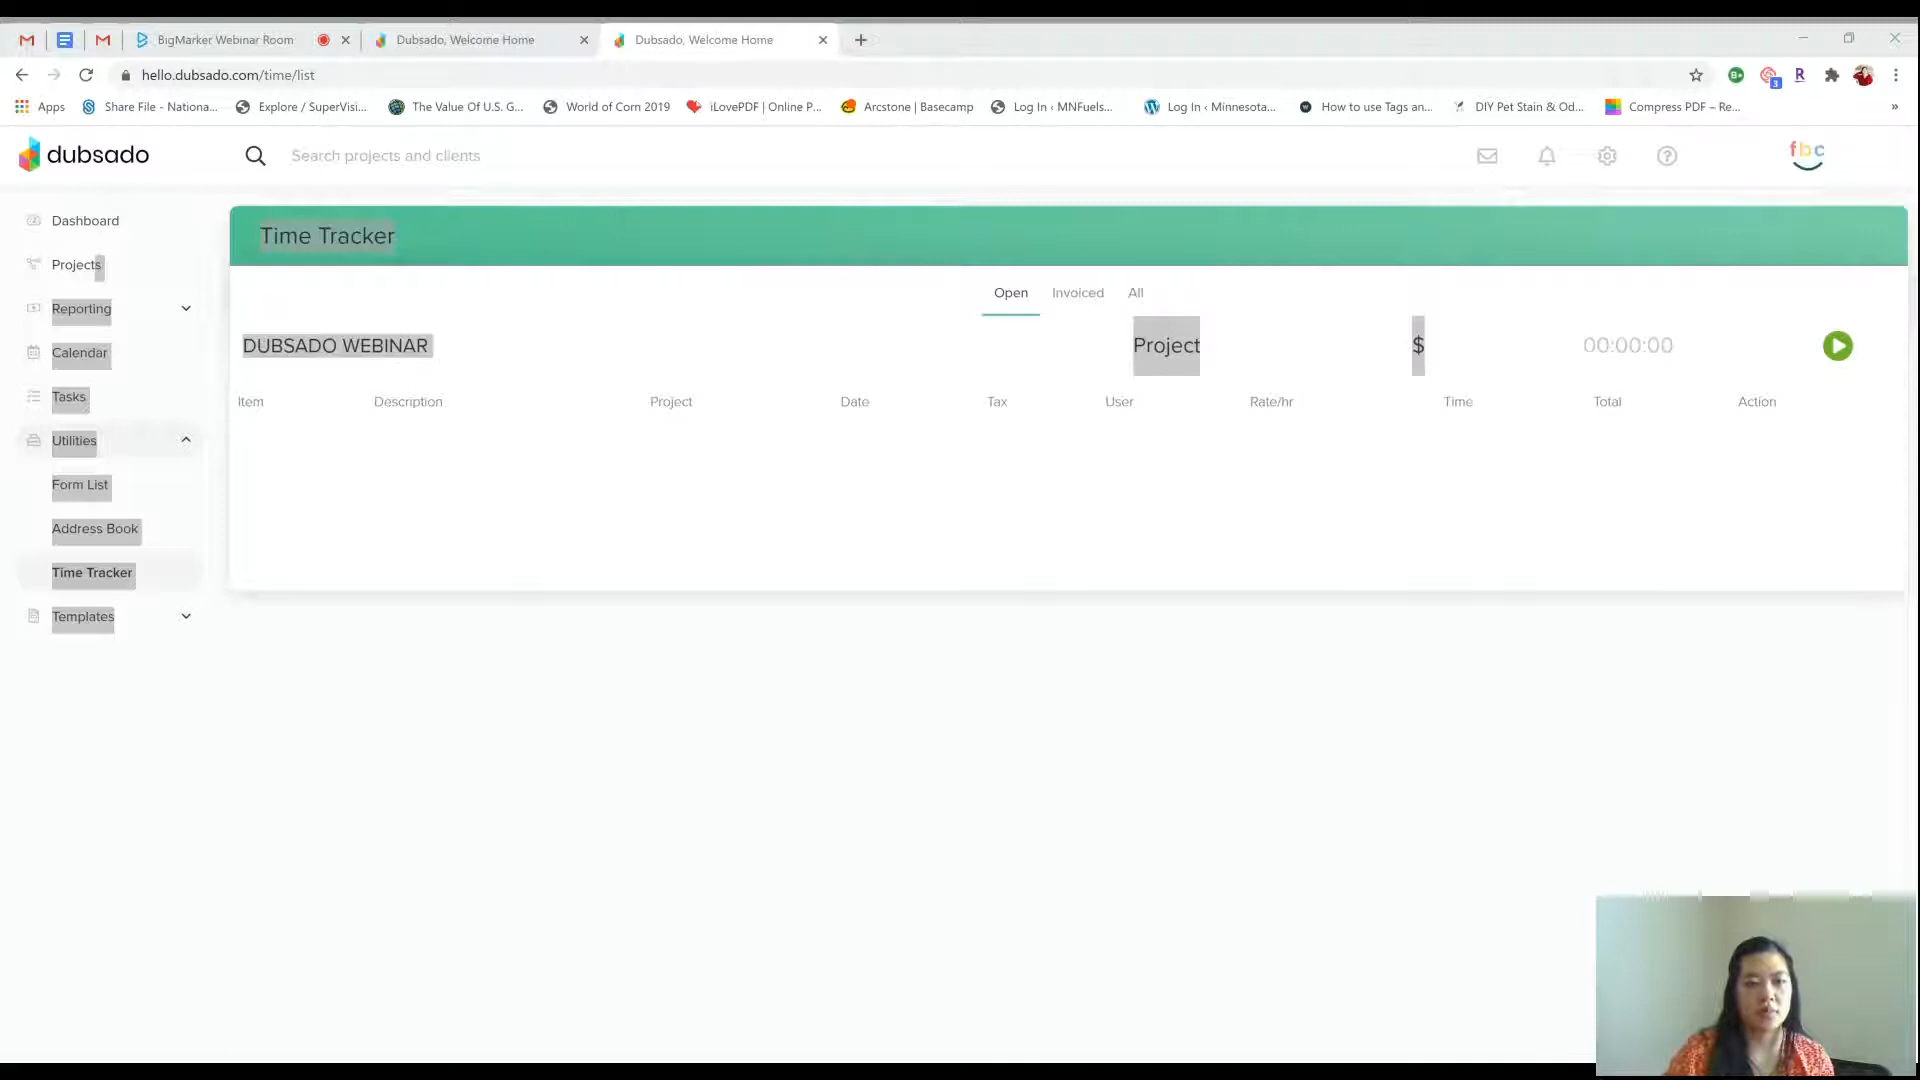 BigMarker Webinar Room
Dubsado, Welcome Home
Dubsado, Welcome Home
hello.dubsado.com/time/list
B+
3
R
Apps
Share File - Nationa...
Explore / SuperVisi...
The Value Of U.S. G...
World of Corn 2019
iLovePDF | Online P...
Arcstone | Basecamp
Log In ‹ MNFuels...
Log In ‹ Minnesota...
How to use Tags an...
DIY Pet Stain & Od...
Compress PDF – Re...
»
dubsado
Search projects and clients
fbc
Dashboard
Projects
Reporting
Calendar
Tasks
Utilities
Form List
Address Book
Time Tracker
Templates
Time Tracker
Open Invoiced All
DUBSADO WEBINAR Project $ 00:00:00
Item Description Project Date Tax User Rate/hr Time Total Action